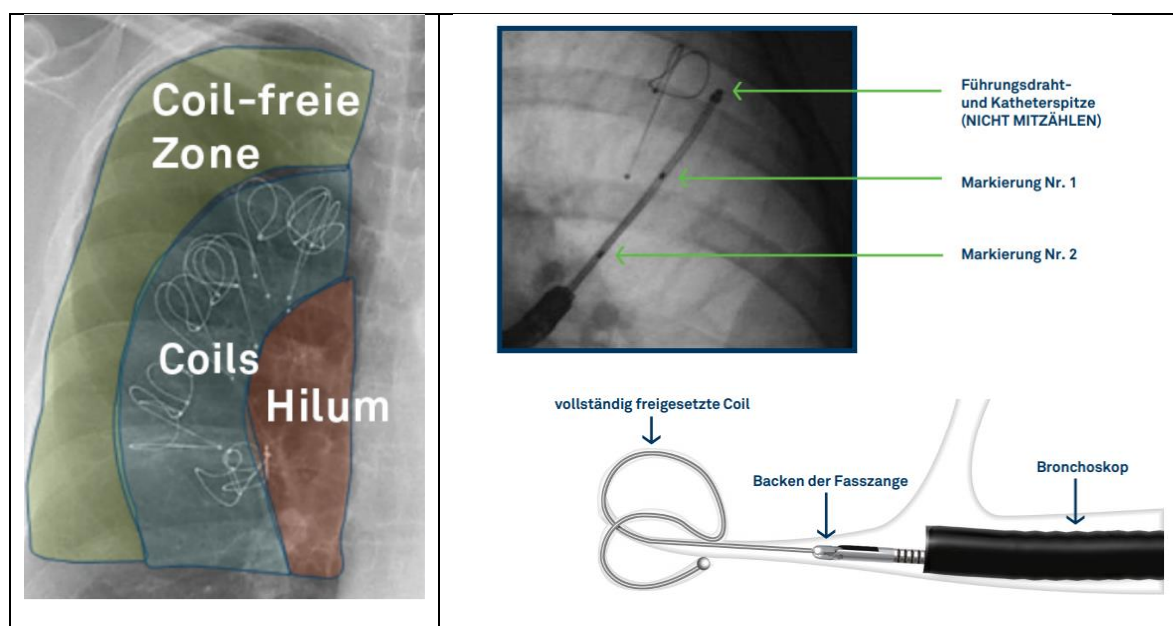 Coil-freie
Zone
Coils
Hilum
Führungsdraht-
und Katheterspitze
(NICHT MITZÄHLEN)
Markierung Nr. 1
Markierung Nr. 2
vollständig freigesetzte Coil
Backen der Fasszange
Bronchoskop